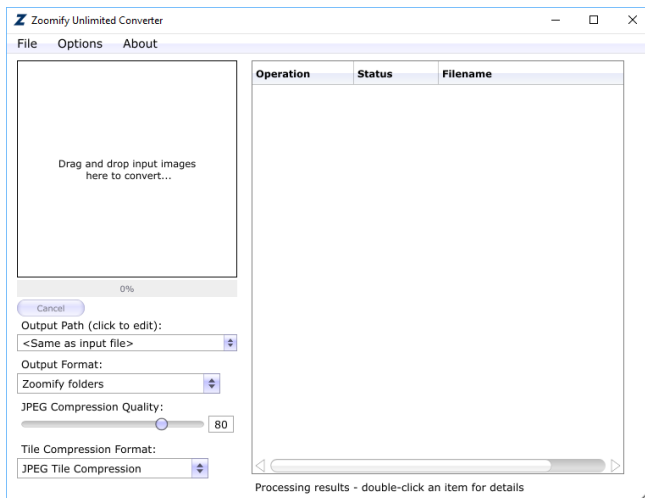 Zoomify Unlimited Converter
File Options About
Drag and drop input images
here to convert...
0%
Cancel
Output Path (click to edit):
<Same as input file>
Output Format:
Zoomify folders
JPEG Compression Quality:
80
Tile Compression Format:
JPEG Tile Compression
Operation Status Filename
Processing results - double-click an item for details